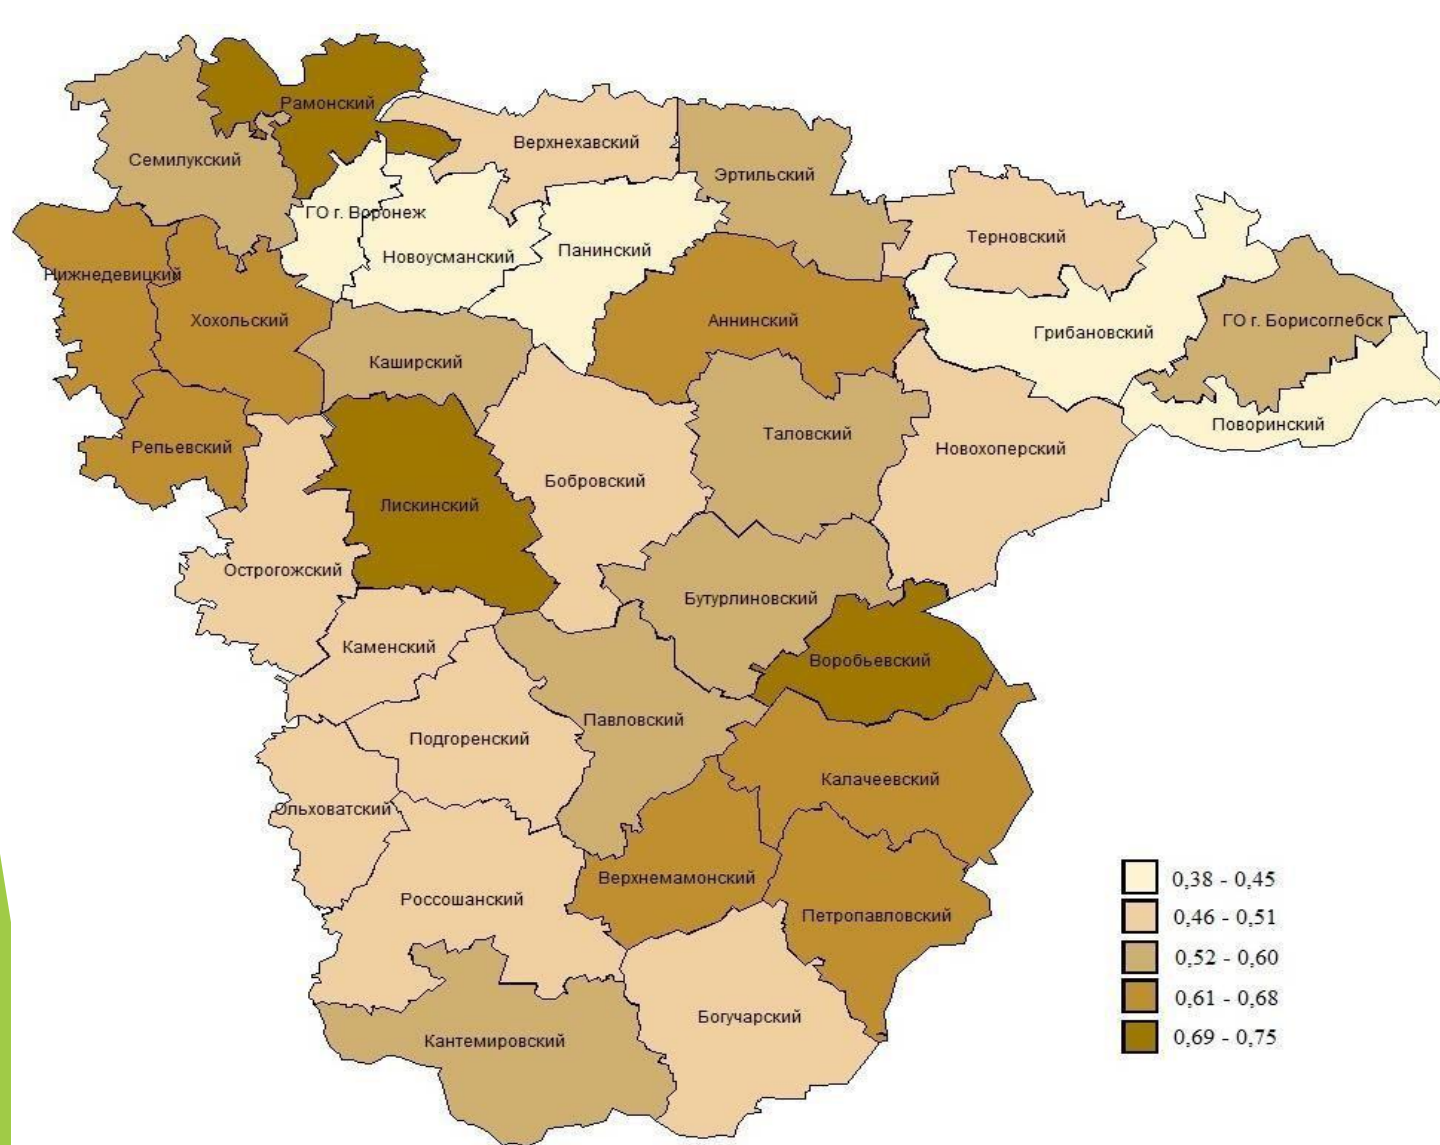 Рамонский
Верхнехавский
Семилукский
Эртильский
ГО г. Воронеж
Терновский
Панинский
Новоусманский
Нижнедевицкий
Хохольский
Аннинский
ГО г. Борисоглебск
Грибановский
Каширский
Поворинский
Таловский
Репьевский
Новохоперский
Бобровский
Лискинский
Острогожский
Бутурлиновский
Каменский
Воробьевский
Павловский
Подгоренский
Калачеевский
Ольховатский
Верхнемамонский
0,38 - 0,45
Россошанский
Петропавловский
0,46 - 0,51
0,52 - 0,60
0,61 - 0,68
Богучарский
Кантемировский
0,69 - 0,75